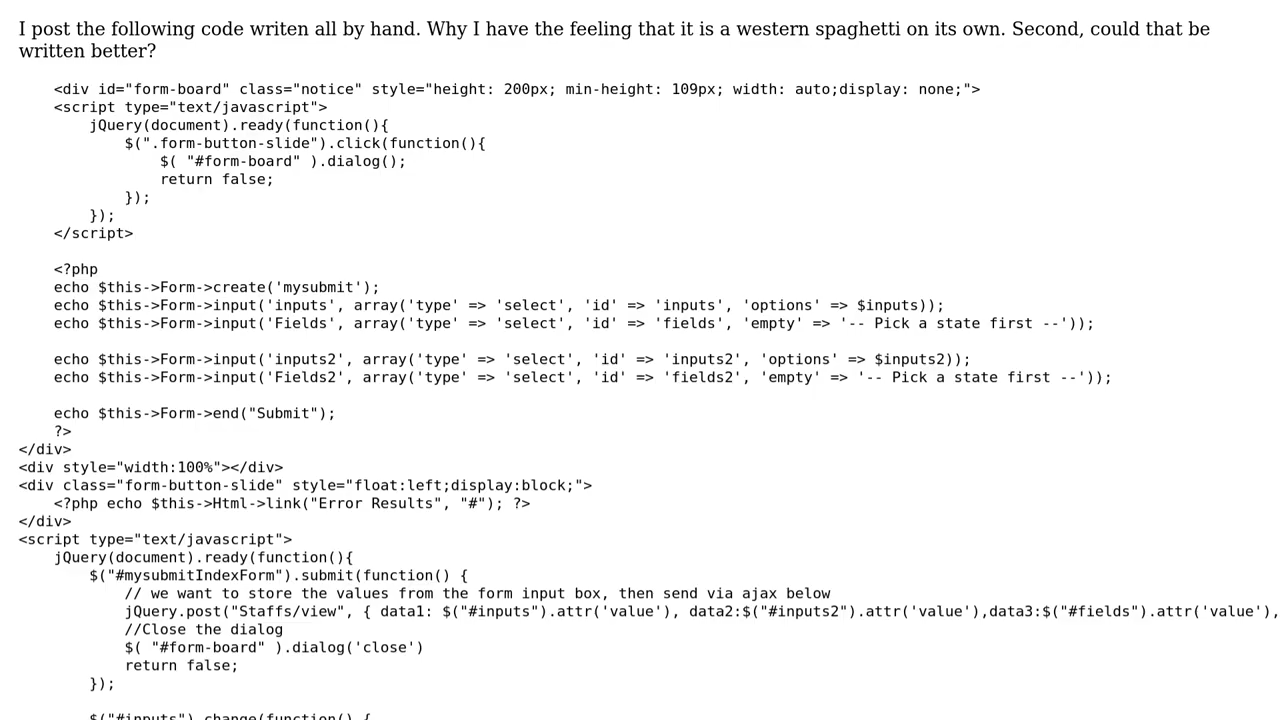 I post the following code writen all by hand. Why I have the feeling that it is a western spaghetti on its own. Second, could that be
written better?
<div id="form-board" class="notice" style="height: 200px; min-height: 109px; width: auto;display: none;">
<script type="text/javascript">
jQuery(document).ready(function(){
$(".form-button-slide").click(function(){
$( "#form-board" ).dialog();
return false;
});
});
</script>
<?php
echo $this->Form->create('mysubmit');
echo $this->Form->input('inputs', array('type' => 'select', 'id' => 'inputs', 'options' => $inputs));
echo $this->Form->input('Fields', array('type' => 'select', 'id' => 'fields', 'empty' => '-- Pick a state first --'));
echo $this->Form->input('inputs2', array('type' => 'select', 'id' => 'inputs2', 'options' => $inputs2));
echo $this->Form->input('Fields2', array('type' => 'select', 'id' => 'fields2', 'empty' => '-- Pick a state first --'));
echo $this->Form->end("Submit");
?>
</div>
<div style="width:100%"></div>
<div class="form-button-slide" style="float:left;display:block;">
<?php echo $this->Html->link("Error Results", "#"); ?>
</div>
<script type="text/javascript">
jQuery(document).ready(function(){
$("#mysubmitIndexForm").submit(function() {
// we want to store the values from the form input box, then send via ajax below
jQuery.post("Staffs/view", { data1: $("#inputs").attr('value'), data2:$("#inputs2").attr('value'),data3:$("#fields").attr('value'),
//Close the dialog
$( "#form-board" ).dialog('close')
return false;
});
$("#inputs").change(function() {